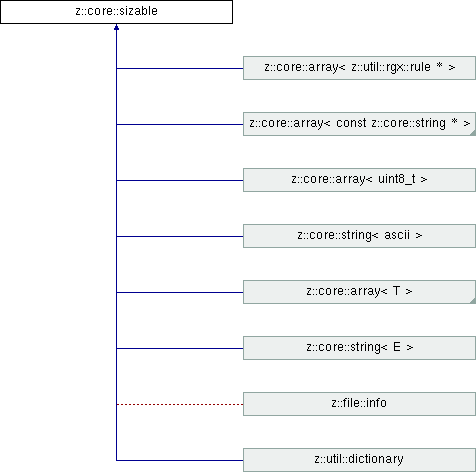 z::core::sizable
z::core::array< z::util::rgx::rule * >
z::core::array< const z::core::string * >
z::core::array< uint8_t >
z::core::string< ascii >
z::core::array< T >
z::core::string< E >
z::file::info
z::util::dictionary